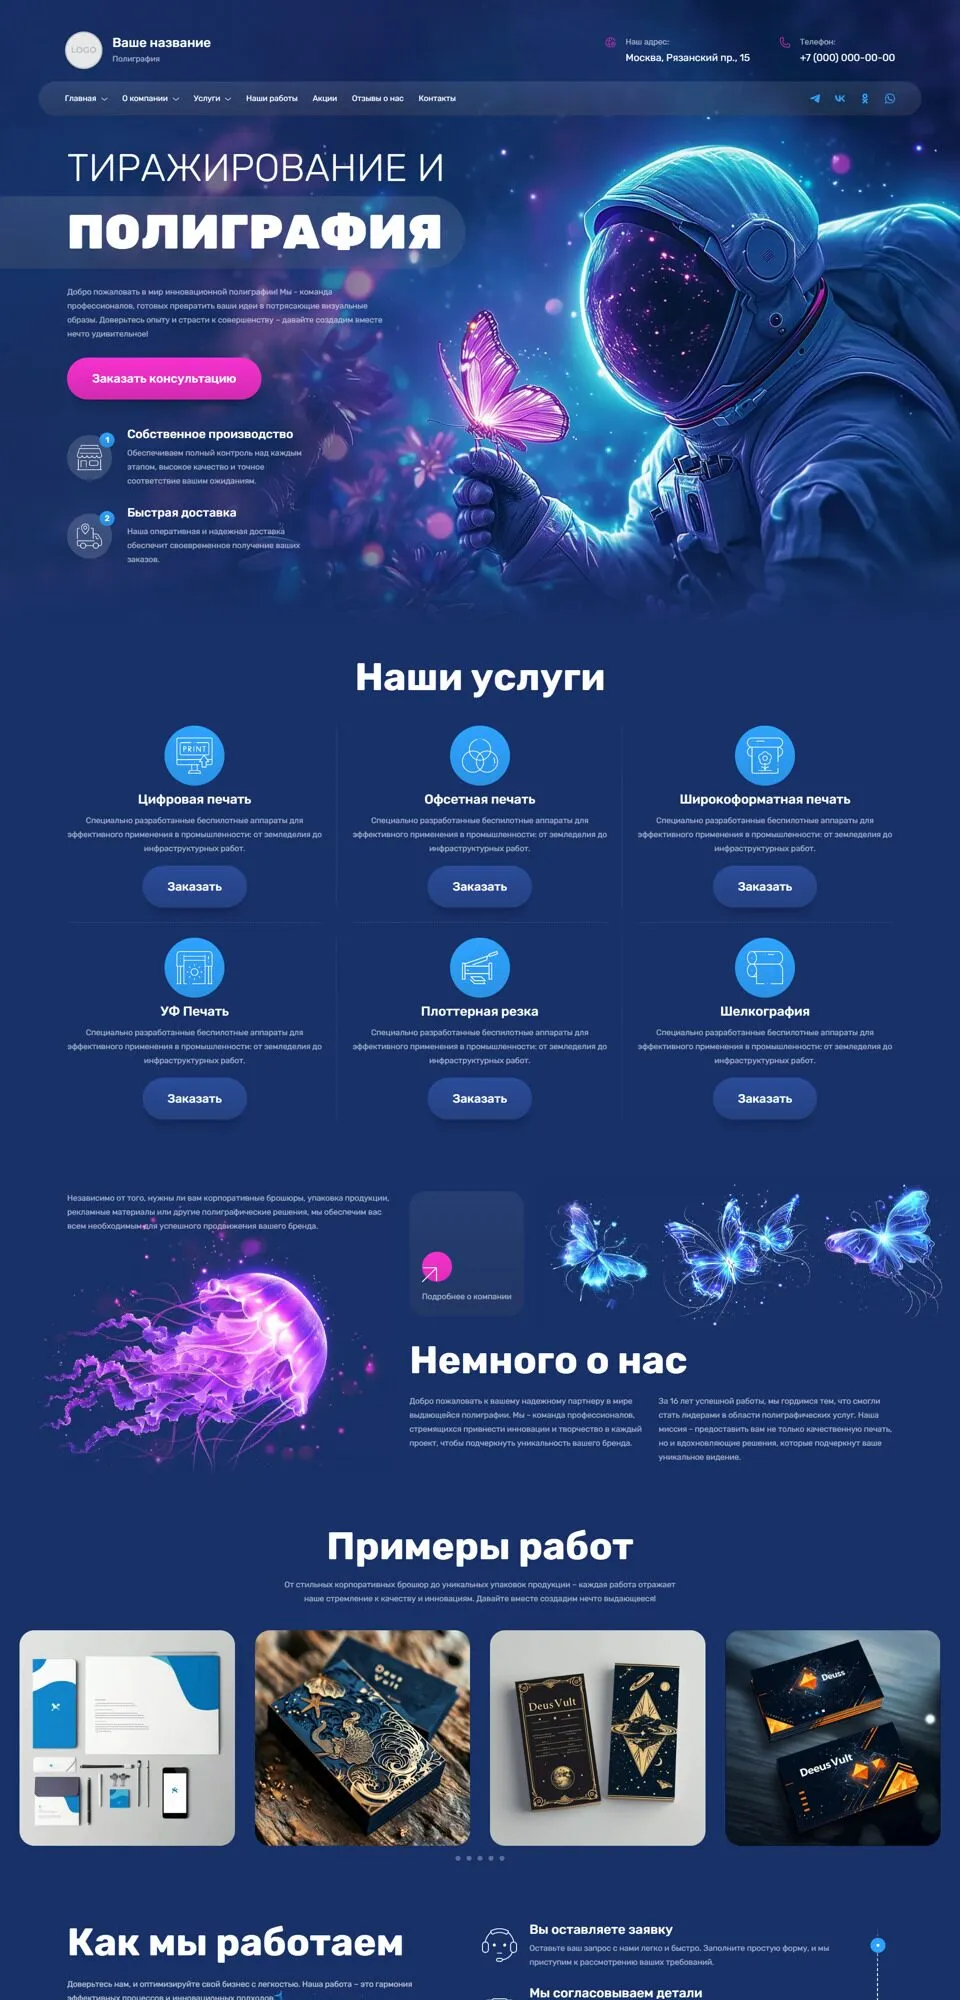 LOGO
Ваше название
Полиграфия
Наш адрес:
Москва, Рязанский пр., 15
Телефон:
+7 (000) 000-00-00
Главная
О компании
Услуги
Наши работы
Акции
Отзывы о нас
Контакты
ТИРАЖИРОВАНИЕ И
ПОЛИГРАФИЯ
Добро пожаловать в мир инновационной полиграфии! Мы - команда
профессионалов, готовых превратить ваши идеи в потрясающие визуальные
образы. Доверьтесь опыту и страсти к совершенству – давайте создадим вместе
нечто удивительное!
Заказать консультацию
1
Собственное производство
Обеспечиваем полный контроль над каждым
этапом, высокое качество и точное
соответствие вашим ожиданиям.
2
Быстрая доставка
Наша оперативная и надежная доставка
обеспечит своевременное получение ваших
заказов.
Наши услуги
PRINT
Цифровая печать
Специально разработанные беспилотные аппараты для
эффективного применения в промышленности: от земледелия до
инфраструктурных работ.
Заказать
Офсетная печать
Специально разработанные беспилотные аппараты для
эффективного применения в промышленности: от земледелия до
инфраструктурных работ.
Заказать
Широкоформатная печать
Специально разработанные беспилотные аппараты для
эффективного применения в промышленности: от земледелия до
инфраструктурных работ.
Заказать
УФ Печать
Специально разработанные беспилотные аппараты для
эффективного применения в промышленности: от земледелия до
инфраструктурных работ.
Заказать
Плоттерная резка
Специально разработанные беспилотные аппараты для
эффективного применения в промышленности: от земледелия до
инфраструктурных работ.
Заказать
Шелкография
Специально разработанные беспилотные аппараты для
эффективного применения в промышленности: от земледелия до
инфраструктурных работ.
Заказать
Независимо от того, нужны ли вам корпоративные брошюры, упаковка продукции,
рекламные материалы или другие полиграфические решения, мы обеспечим вас
всем необходимым для успешного продвижения вашего бренда.
Подробнее о компании
Немного о нас
Добро пожаловать к вашему надежному партнеру в мире
выдающейся полиграфии. Мы - команда профессионалов,
стремящихся привнести инновации и творчество в каждый
проект, чтобы подчеркнуть уникальность вашего бренда.
За 16 лет успешной работы, мы гордимся тем, что смогли
стать лидерами в области полиграфических услуг. Наша
миссия – предоставить вам не только качественную печать,
но и вдохновляющие решения, которые подчеркнут ваше
уникальное видение.
Примеры работ
От стильных корпоративных брошюр до уникальных упаковок продукции – каждая работа отражает
наше стремление к качеству и инновациям. Давайте вместе создадим нечто выдающееся!
Deus Vult
Deuss
Deeus Vult
Как мы работаем
Доверьтесь нам, и оптимизируйте свой бизнес с легкостью. Наша работа – это гармония
эффективных процессов и инновационных подходов
Вы оставляете заявку
Оставьте ваш запрос с нами легко и быстро. Заполните простую форму, и мы
приступим к рассмотрению ваших требований.
Мы согласовываем детали